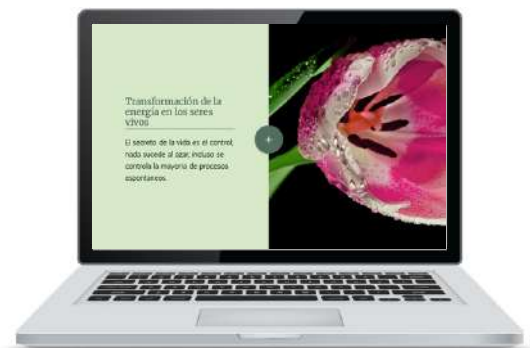 Transformación de la
energía en los seres
vivos
El secreto de la vida es el control;
nada sucede al azar, incluso se
controla la mayoría de procesos
espontáneos.
+